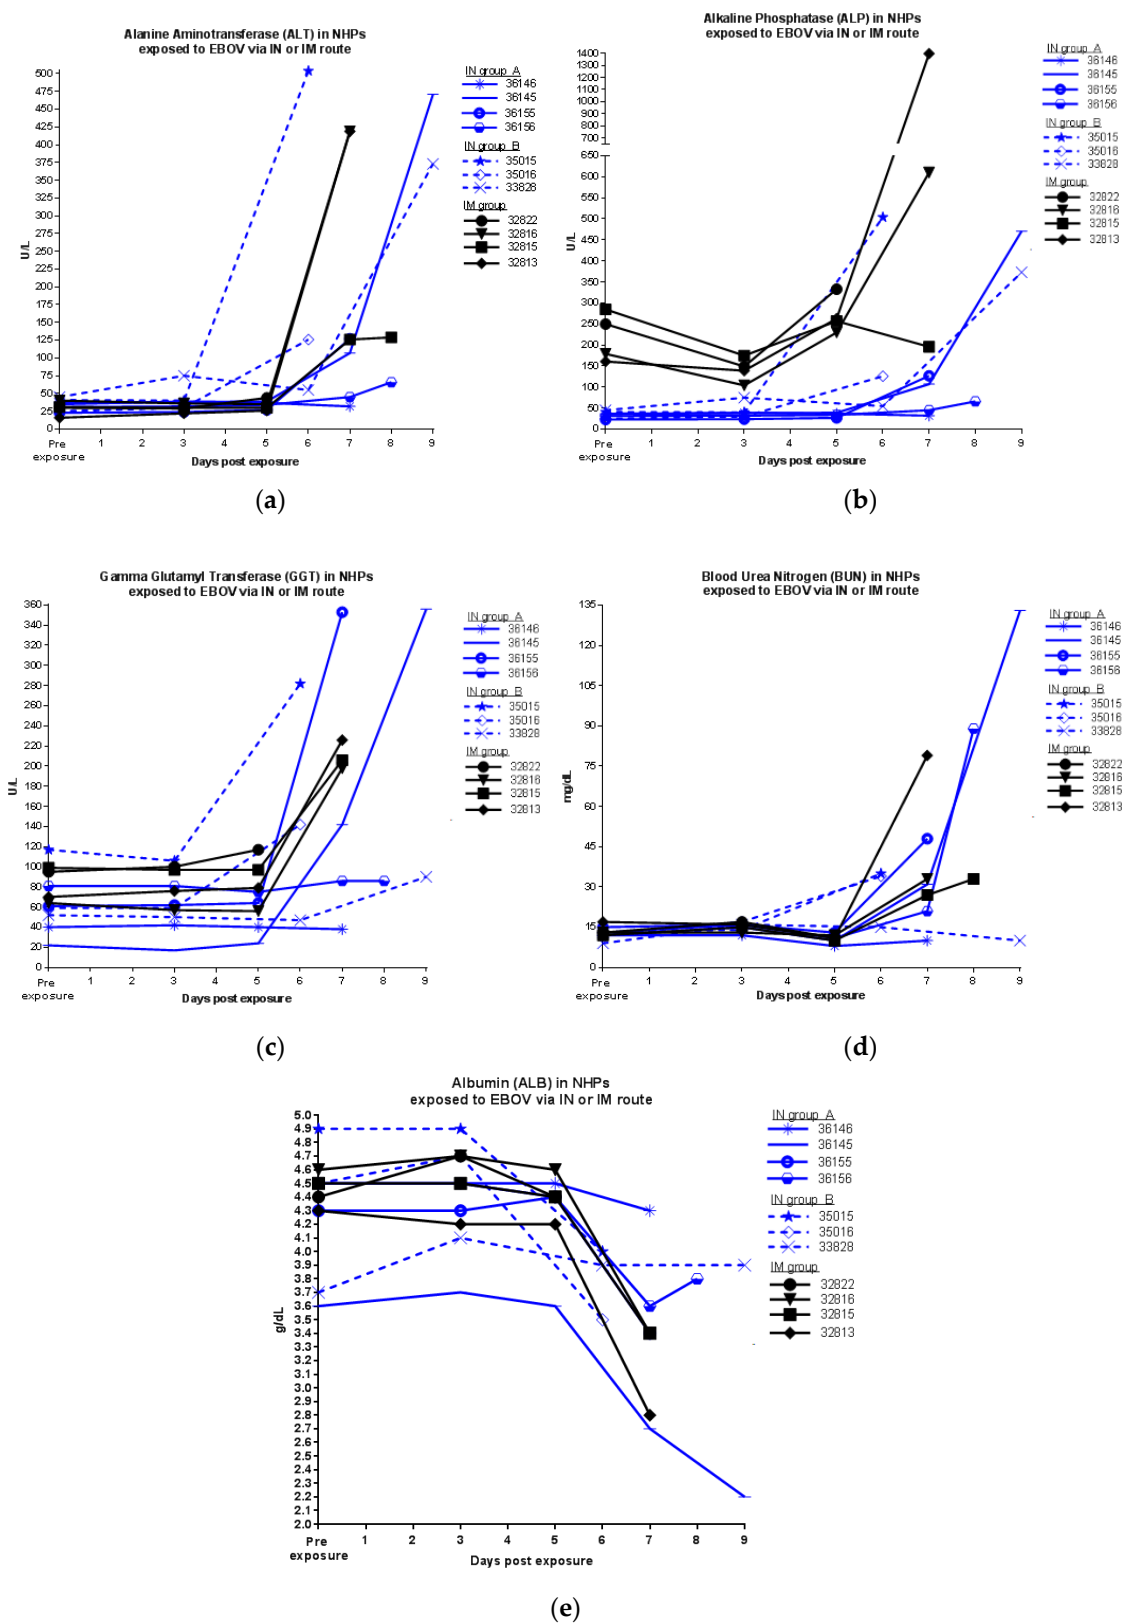 Alanine Aminotransferase (ALT) in NHPs
exposed to EBOV via IN or IM route
500
475
450
425
400
375
350
325
300
275
250
225
200
175
150
125
100
75
50
25
0
U/L
Pre
exposure
1 2 3 4 5 6 7 8 9
Days post exposure
IN group A
36146
36145
36155
36156
IN group B
35015
35016
33828
IM group
32822
32816
32815
32813
(a)
Alkaline Phosphatase (ALP) in NHPs
exposed to EBOV via IN or IM route
1400
1300
1200
1100
1000
900
800
700
650
600
550
500
450
400
350
300
250
200
150
100
50
0
U/L
Pre
exposure
1 2 3 4 5 6 7 8 9
Days post exposure
IN group A
36146
36145
36155
36156
IN group B
35015
35016
33828
IM group
32822
32816
32815
32813
(b)
Gamma Glutamyl Transferase (GGT) in NHPs
exposed to EBOV via IN or IM route
360
340
320
300
280
260
240
220
200
180
160
140
120
100
80
60
40
20
0
U/L
Pre
exposure
1 2 3 4 5 6 7 8 9
Days post exposure
IN group A
36146
36145
36155
36156
IN group B
35015
35016
33828
IM group
32822
32816
32815
32813
(c)
Blood Urea Nitrogen (BUN) in NHPs
exposed to EBOV via IN or IM route
135
120
105
90
75
60
45
30
15
0
mg/dL
Pre
exposure
1 2 3 4 5 6 7 8 9
Days post exposure
IN group A
36146
36145
36155
36156
IN group B
35015
35016
33828
IM group
32822
32816
32815
32813
(d)
Albumin (ALB) in NHPs
exposed to EBOV via IN or IM route
5.0
4.9
4.7
4.6
4.5
4.4
4.3
4.2
4.1
4.0
3.9
3.8
3.7
3.6
3.5
3.4
3.3
3.1
3.0
2.9
2.8
2.7
2.6
2.5
2.4
2.3
2.2
2.1
2.0
g/dL
Pre
exposure
1 2 3 4 5 6 7 8 9
Days post exposure
IN group A
36146
36145
36155
36156
IN group B
35015
35016
33828
IM group
32822
32816
32815
32813
(e)